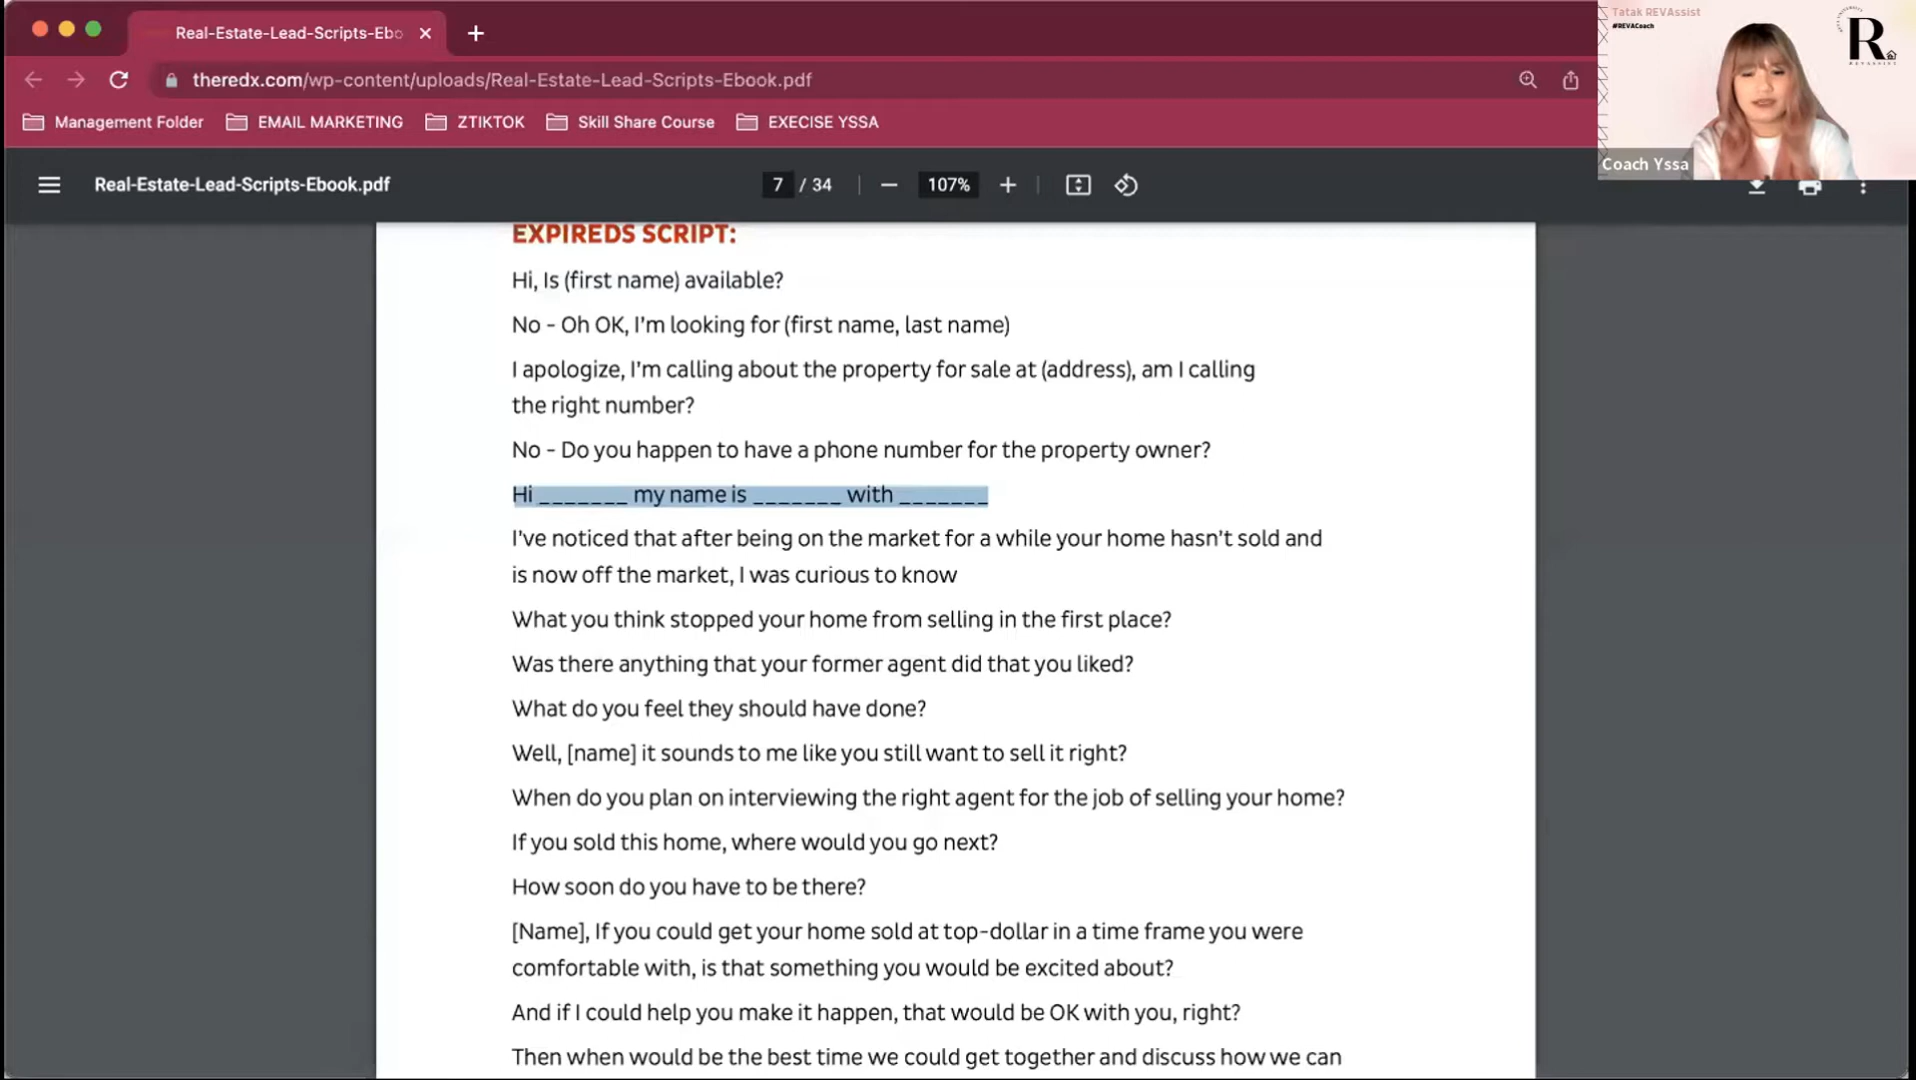 Real-Estate-Lead-Scripts-Ebo
theredx.com/wp-content/uploads/Real-Estate-Lead-Scripts-Ebook.pdf
Management Folder EMAIL MARKETING ZTIKTOK Skill Share Course EXECISE YSSA
Tatak REVAssist
#REVACoach
R
REVASSIST
Coach Yssa
Real-Estate-Lead-Scripts-Ebook.pdf 7 / 34 107%
EXPIREDS SCRIPT:
Hi, Is (first name) available?
No - Oh OK, I'm looking for (first name, last name)
I apologize, I'm calling about the property for sale at (address), am I calling
the right number?
No - Do you happen to have a phone number for the property owner?
Hi _______ my name is _______ with _______
I've noticed that after being on the market for a while your home hasn't sold and
is now off the market, I was curious to know
What you think stopped your home from selling in the first place?
Was there anything that your former agent did that you liked?
What do you feel they should have done?
Well, [name] it sounds to me like you still want to sell it right?
When do you plan on interviewing the right agent for the job of selling your home?
If you sold this home, where would you go next?
How soon do you have to be there?
[Name], If you could get your home sold at top-dollar in a time frame you were
comfortable with, is that something you would be excited about?
And if I could help you make it happen, that would be OK with you, right?
Then when would be the best time we could get together and discuss how we can